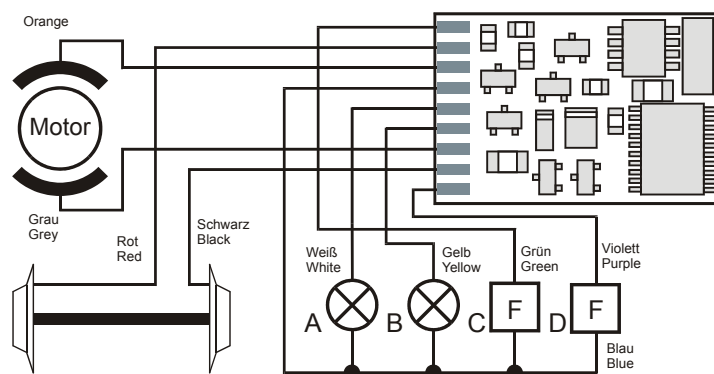 Orange
Motor
Grau
Grey
Rot
Red
Schwarz
Black
Weiß
White
Gelb
Yellow
Grün
Green
Violett
Purple
A
B
C
F
D
F
Blau
Blue